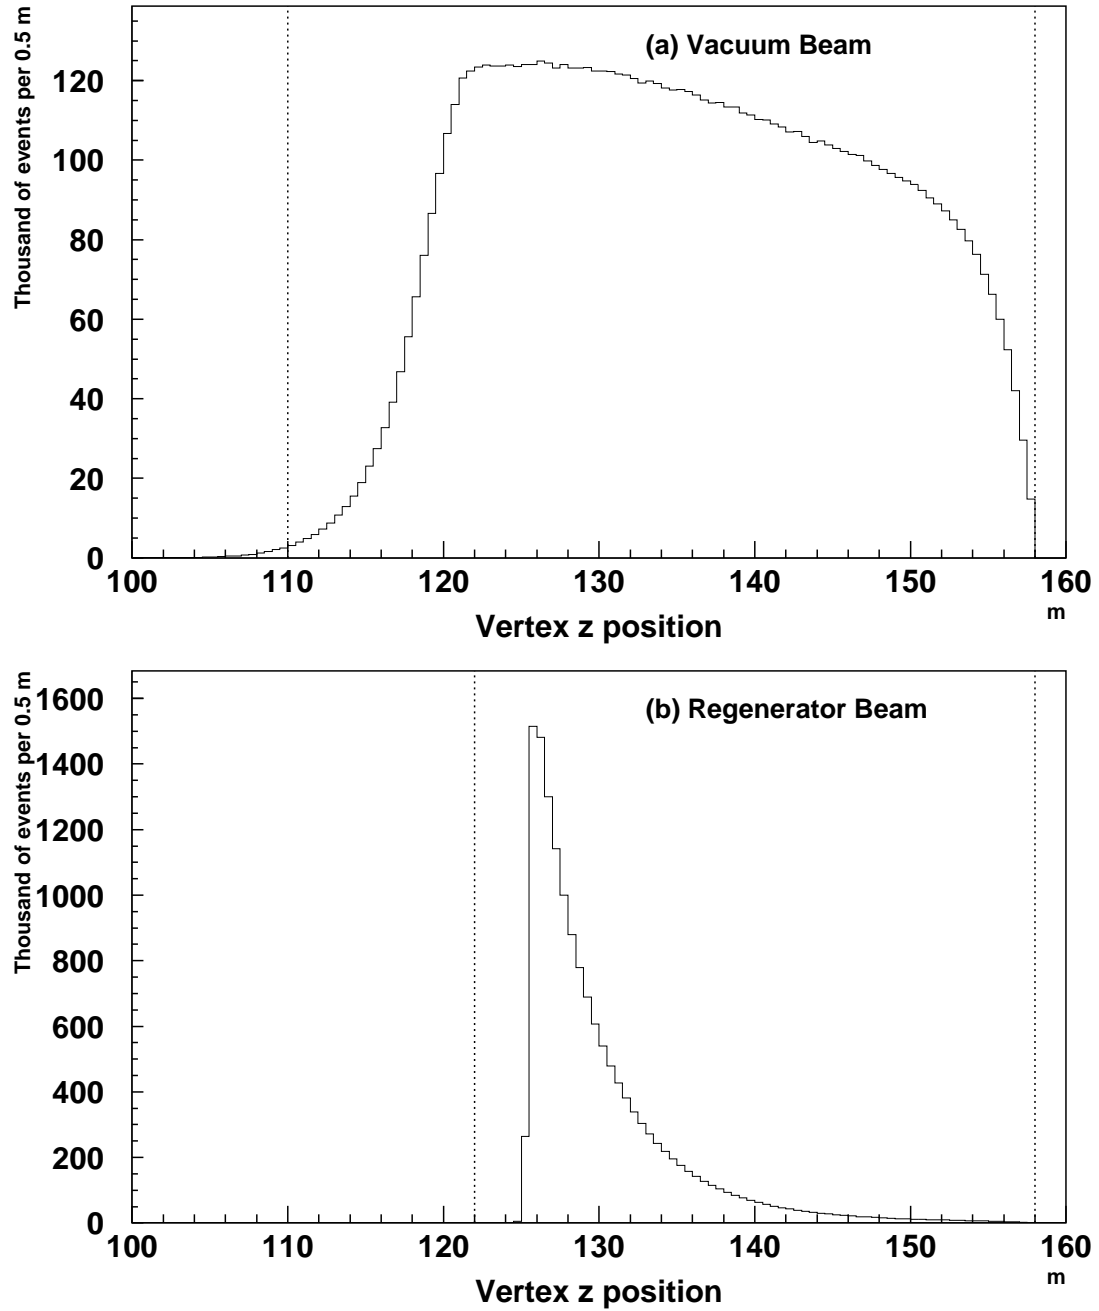 (a) Vacuum Beam
Thousand of events per 0.5 m
120
100
80
60
40
20
0
100 110 120 130 140 150 160
m
Vertex z position
(b) Regenerator Beam
Thousand of events per 0.5 m
1600
1400
1200
1000
800
600
400
200
0
100 110 120 130 140 150 160
m
Vertex z position